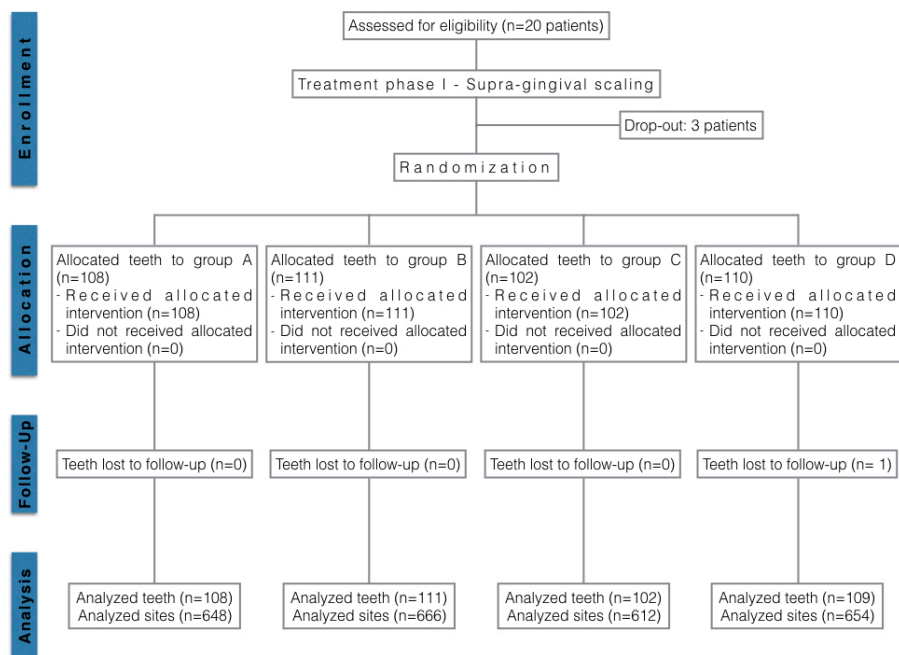 Enrollment
Assessed for eligibility (n=20 patients)
Treatment phase I - Supra-gingival scaling
Drop-out: 3 patients
Randomization
Allocation
Allocated teeth to group A
(n=108)
- Received allocated
intervention (n=108)
- Did not received allocated
intervention (n=0)
Allocated teeth to group B
(n=111)
- Received allocated
intervention (n=111)
- Did not received allocated
intervention (n=0)
Allocated teeth to group C
(n=102)
- Received allocated
intervention (n=102)
- Did not received allocated
intervention (n=0)
Allocated teeth to group D
(n=110)
- Received allocated
intervention (n=110)
- Did not received allocated
intervention (n=0)
Follow-Up
Teeth lost to follow-up (n=0)
Teeth lost to follow-up (n=0)
Teeth lost to follow-up (n=0)
Teeth lost to follow-up (n= 1)
Analysis
Analyzed teeth (n=108)
Analyzed sites (n=648)
Analyzed teeth (n=111)
Analyzed sites (n=666)
Analyzed teeth (n=102)
Analyzed sites (n=612)
Analyzed teeth (n=109)
Analyzed sites (n=654)